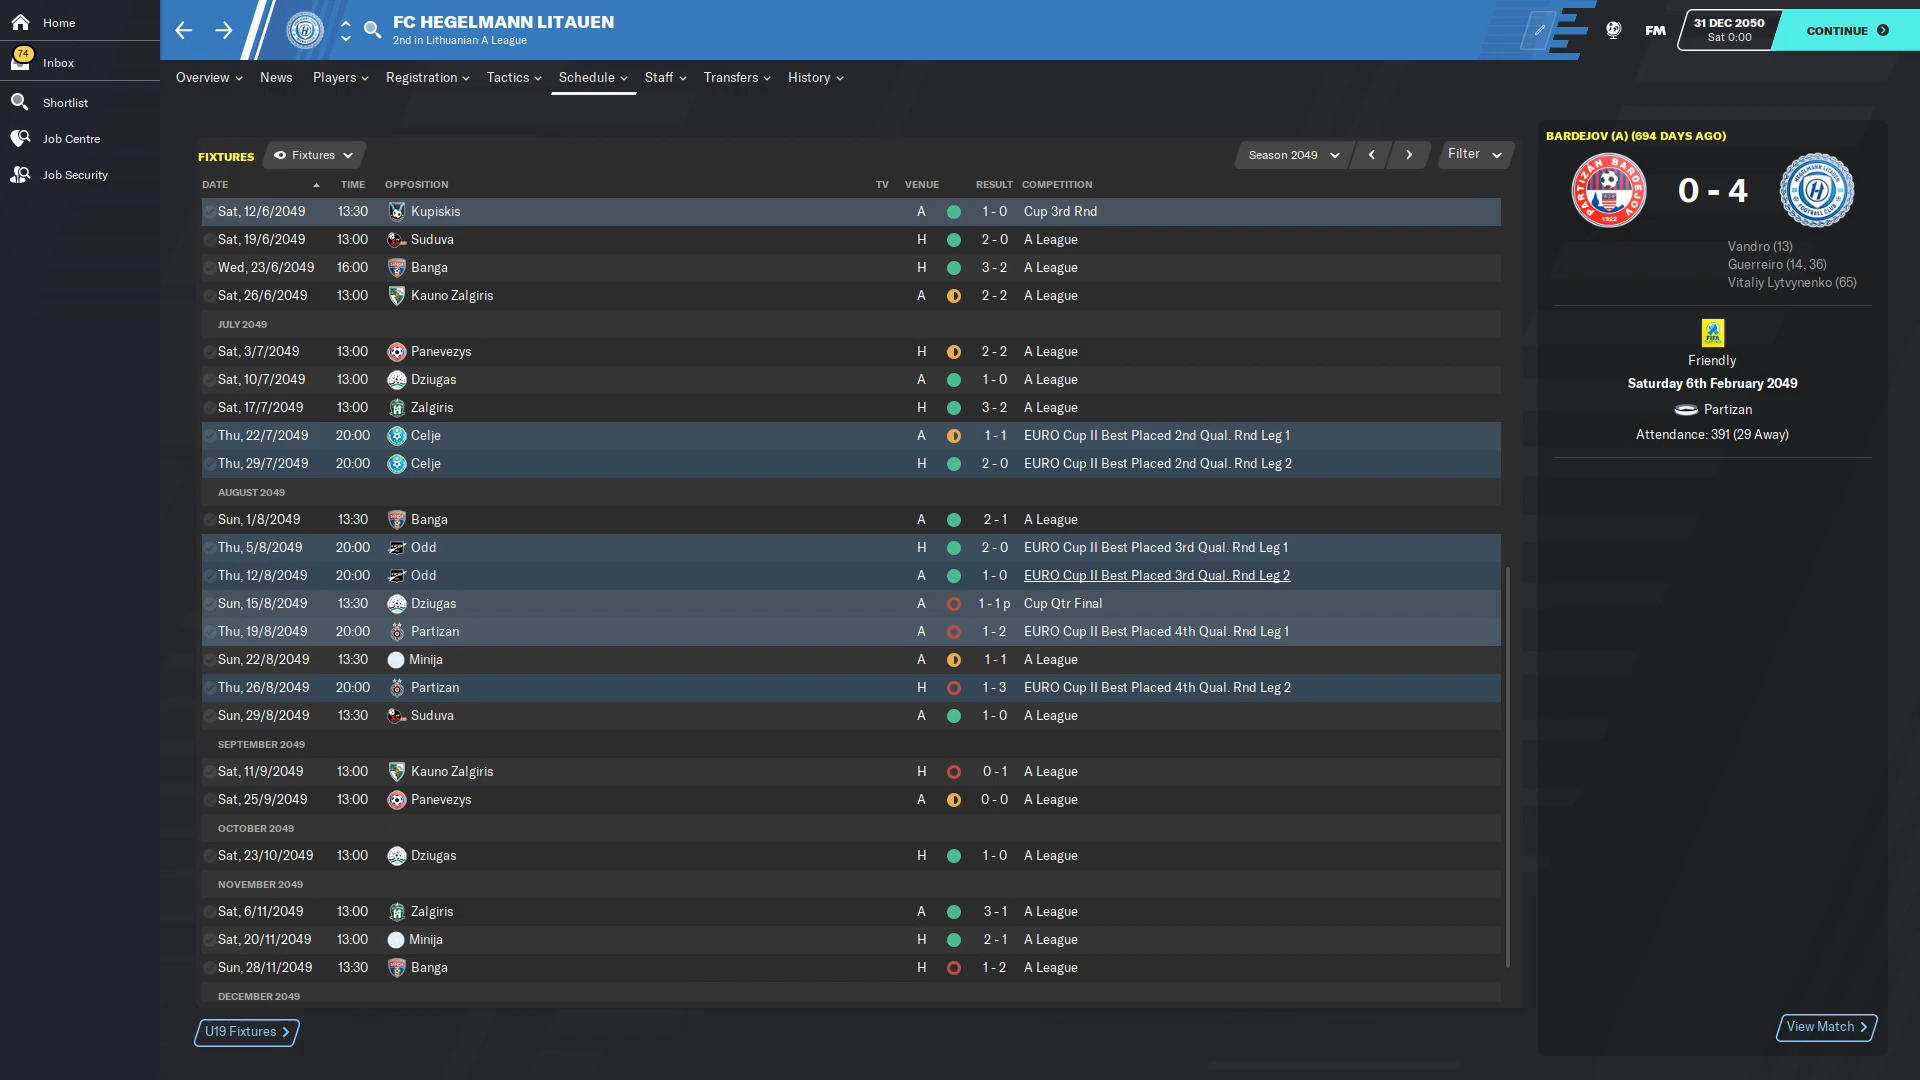 Home
FC HEGELMANN LITAUEN
2nd in Lithuanian A League
FM
31 DEC 2050
Sat 0:00
CONTINUE
74
Inbox
Overview
News
Players
Registration
Tactics
Schedule
Staff
Transfers
History
Shortlist
Job Centre
Job Security
FIXTURES
Fixtures
Season 2049
Filter
DATE TIME OPPOSITION TV VENUE RESULT COMPETITION
Sat, 12/6/2049 13:30 Kupiskis A 1 - 0 Cup 3rd Rnd
Sat, 19/6/2049 13:00 Suduva H 2 - 0 A League
Wed, 23/6/2049 16:00 Banga H 3 - 2 A League
Sat, 26/6/2049 13:00 Kauno Zalgiris A 2 - 2 A League
JULY 2049
Sat, 3/7/2049 13:00 Panevezys H 2 - 2 A League
Sat, 10/7/2049 13:00 Dziugas A 1 - 0 A League
Sat, 17/7/2049 13:00 Zalgiris H 3 - 2 A League
Thu, 22/7/2049 20:00 Celje A 1 - 1 EURO Cup II Best Placed 2nd Qual. Rnd Leg 1
Thu, 29/7/2049 20:00 Celje H 2 - 0 EURO Cup II Best Placed 2nd Qual. Rnd Leg 2
AUGUST 2049
Sun, 1/8/2049 13:30 Banga A 2 - 1 A League
Thu, 5/8/2049 20:00 Odd H 2 - 0 EURO Cup II Best Placed 3rd Qual. Rnd Leg 1
Thu, 12/8/2049 20:00 Odd A 1 - 0 EURO Cup II Best Placed 3rd Qual. Rnd Leg 2
Sun, 15/8/2049 13:30 Dziugas A 1 - 1 p Cup Qtr Final
Thu, 19/8/2049 20:00 Partizan A 1 - 2 EURO Cup II Best Placed 4th Qual. Rnd Leg 1
Sun, 22/8/2049 13:30 Minija A 1 - 1 A League
Thu, 26/8/2049 20:00 Partizan H 1 - 3 EURO Cup II Best Placed 4th Qual. Rnd Leg 2
Sun, 29/8/2049 13:30 Suduva A 1 - 0 A League
SEPTEMBER 2049
Sat, 11/9/2049 13:00 Kauno Zalgiris H 0 - 1 A League
Sat, 25/9/2049 13:00 Panevezys A 0 - 0 A League
OCTOBER 2049
Sat, 23/10/2049 13:00 Dziugas H 1 - 0 A League
NOVEMBER 2049
Sat, 6/11/2049 13:00 Zalgiris A 3 - 1 A League
Sat, 20/11/2049 13:00 Minija H 2 - 1 A League
Sun, 28/11/2049 13:30 Banga H 1 - 2 A League
DECEMBER 2049
U19 Fixtures
BARDEJOV (A) (694 DAYS AGO)
PARTIZAN BARDEJOV
1922
0 - 4
HEGELMANN LITAUEN
FOOTBALL CLUB
Vandro (13)
Guerreiro (14, 36)
Vitaliy Lytvynenko (65)
FIFA
Friendly
Saturday 6th February 2049
Partizan
Attendance: 391 (29 Away)
View Match